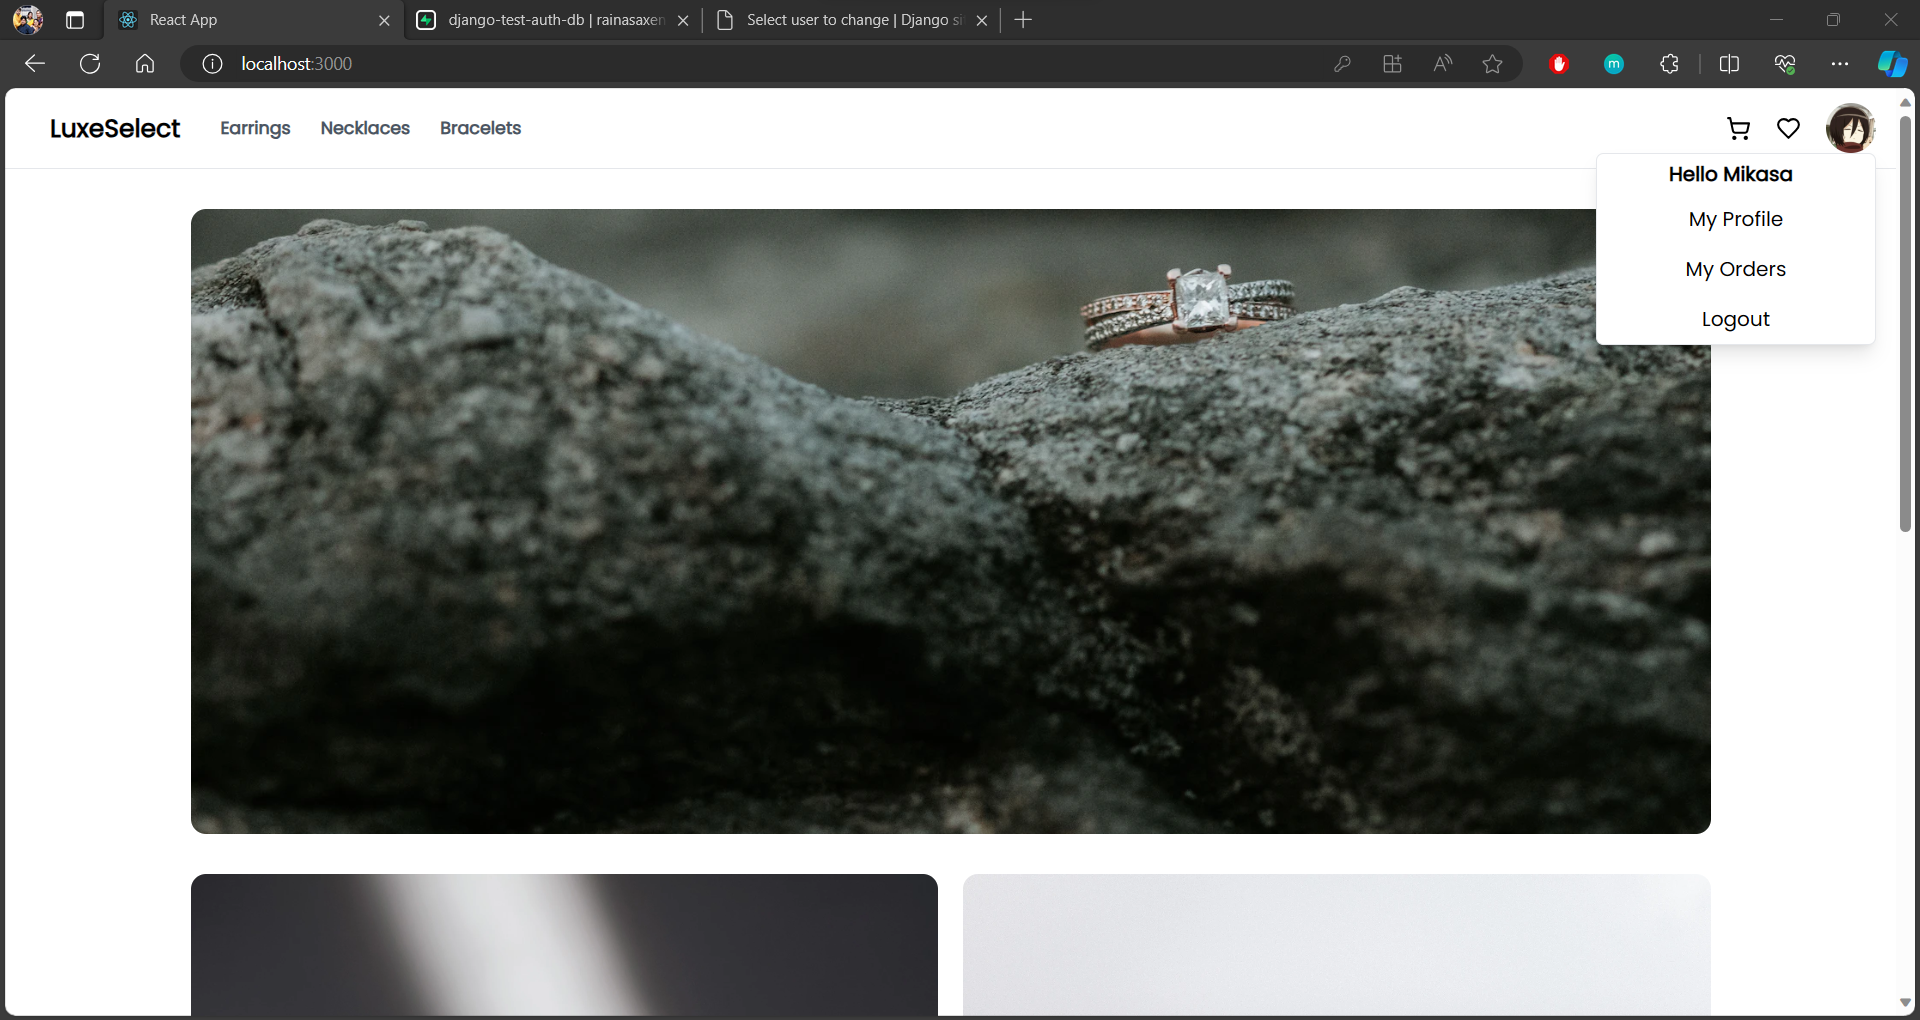 React App
django-test-auth-db | rainasaxen
Select user to change | Django si
localhost:3000
m
LuxeSelect
Earrings
Necklaces
Bracelets
Hello Mikasa
My Profile
My Orders
Logout